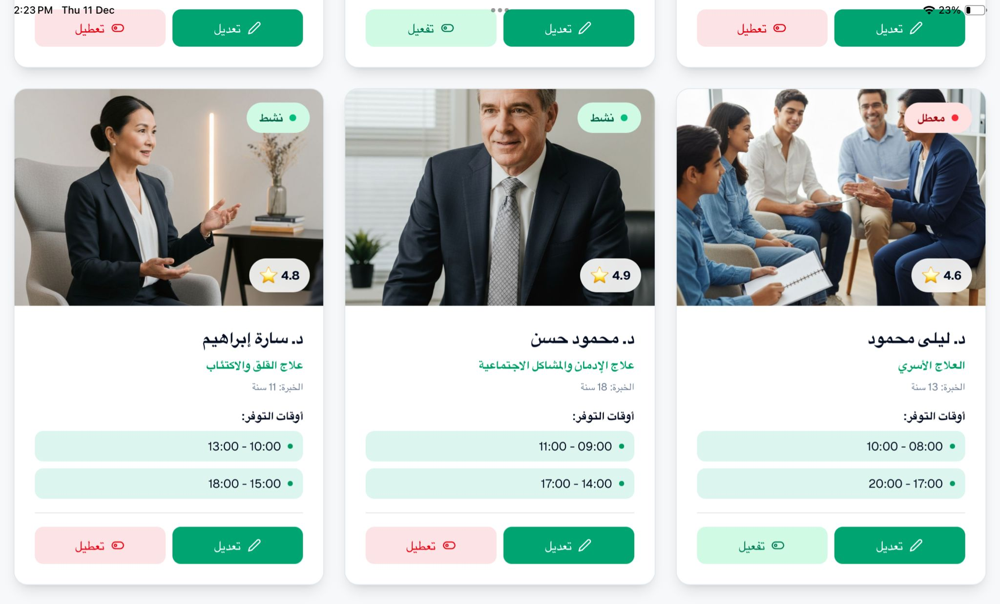 2:23 PM Thu 11 Dec
23%
تعديل
تعطيل
تعديل
تفعيل
تعديل
تعطيل
معطل
4.6
د. ليلى محمود
العلاج الأسري
الخبرة: 13 سنة
أوقات التوفر:
08:00 - 10:00
17:00 - 20:00
تعديل
تفعيل
نشط
4.9
د. محمود حسن
علاج الإدمان والمشاكل الاجتماعية
الخبرة: 18 سنة
أوقات التوفر:
09:00 - 11:00
14:00 - 17:00
تعديل
تعطيل
نشط
4.8
د. سارة إبراهيم
علاج القلق والاكتئاب
الخبرة: 11 سنة
أوقات التوفر:
10:00 - 13:00
15:00 - 18:00
تعديل
تعطيل